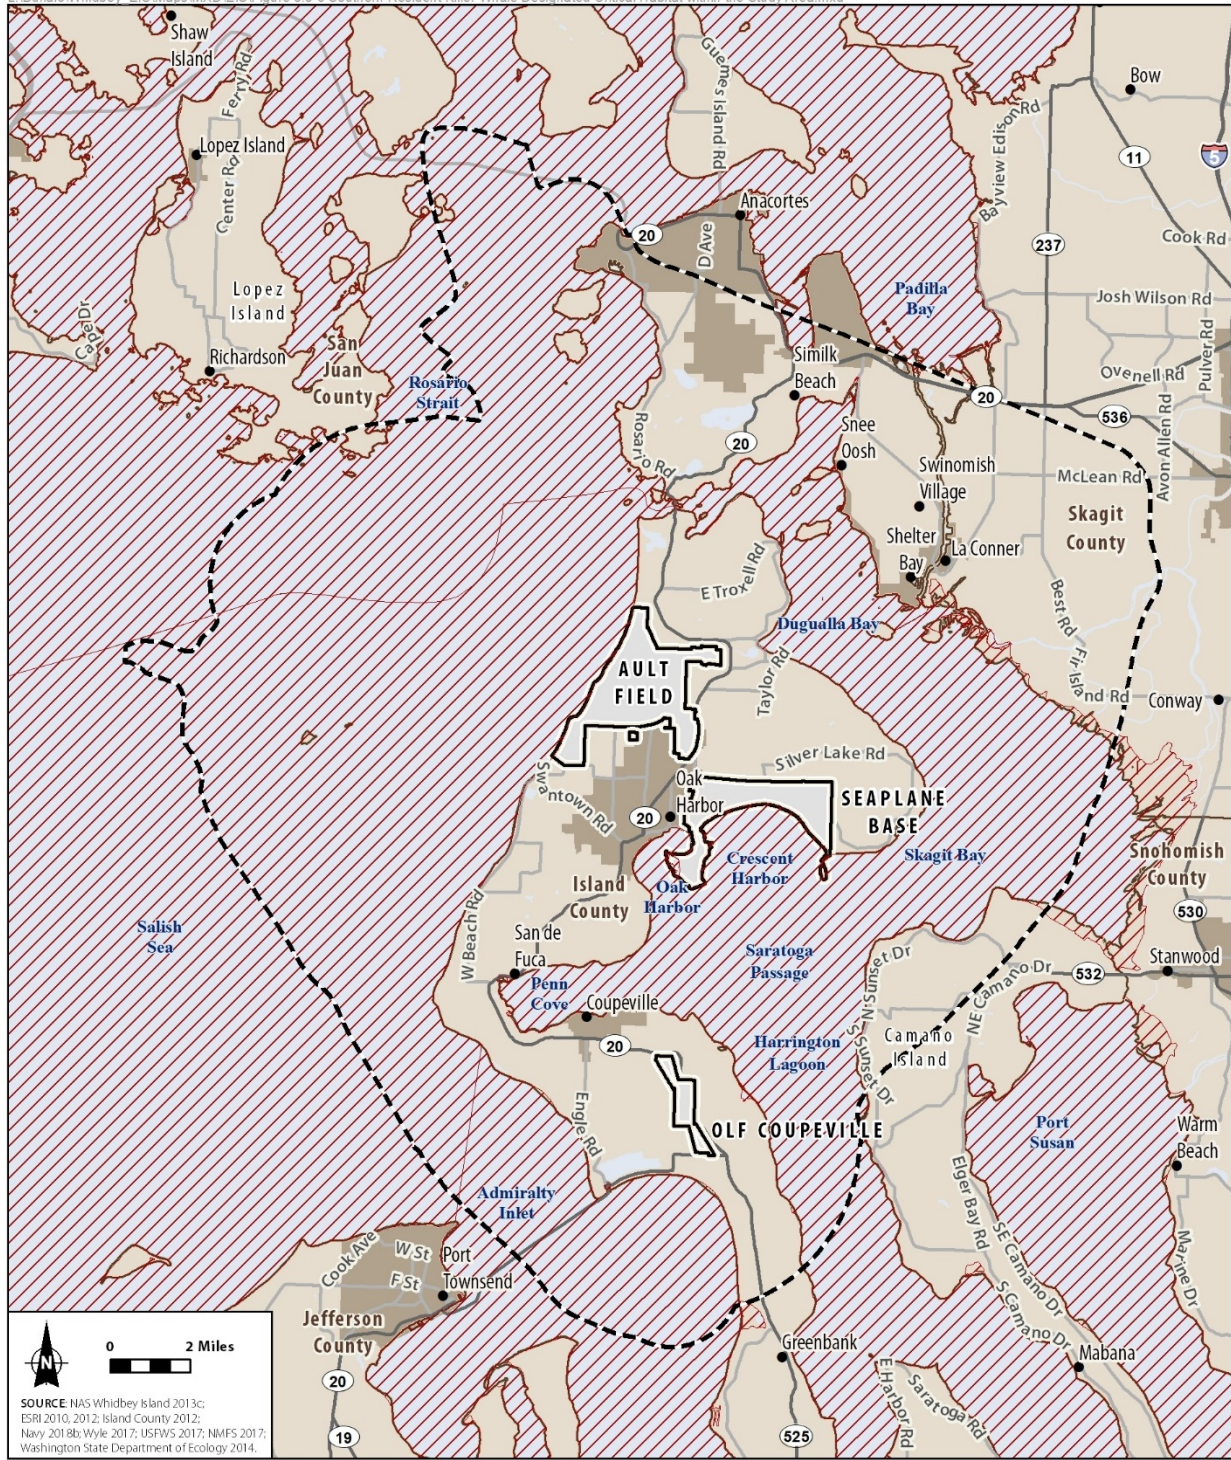 Shaw
Island
Ferry Rd
Guemes Island Rd
Bow
Bayview Edison Rd
11
5
Lopez Island
Center Rd
Anacortes
20
D Ave
237
Cook Rd
Padilla
Bay
Josh Wilson Rd
Lopez
Island
Pulver Rd
Richardson
San
Juan
County
Similk
Beach
Ovenell Rd
Rosario
Strait
20
536
Avon Allen Rd
Rosario Rd
20
Snee
Oosh
Swinomish
Village
McLean Rd
Skagit
County
Shelter
Bay
La Conner
E Troxell Rd
Best Rd
Dugualla Bay
Fir Island Rd
AULT
FIELD
Taylor Rd
Conway
Silver Lake Rd
Swantown Rd
Oak
Harbor
20
SEAPLANE
BASE
Crescent
Harbor
Skagit Bay
Snohomish
County
Island
County
Oak
Harbor
530
Salish
Sea
W Beach Rd
San de
Fuca
Saratoga
Passage
N Sunset Dr
NE Camano Dr
532
Stanwood
Penn
Cove
Coupeville
20
Harrington
Lagoon
S Sunset Dr
Camano
Island
Engle Rd
OLF COUPEVILLE
Port
Susan
Warm
Beach
Admiralty
Inlet
Elger Bay Rd
SE Camano Dr
Marine Dr
Cook Ave
W St
F St
Port
Townsend
S Camano Dr
Jefferson
County
Greenbank
Mabana
E Harbor Rd
Saratoga Rd
20
19
525
N
0 2 Miles
SOURCE: NAS Whidbey Island 2013c;
ESRI 2010, 2012; Island County 2012;
Navy 2018b; Wyle 2017; USFWS 2017; NMFS 2017;
Washington State Department of Ecology 2014.